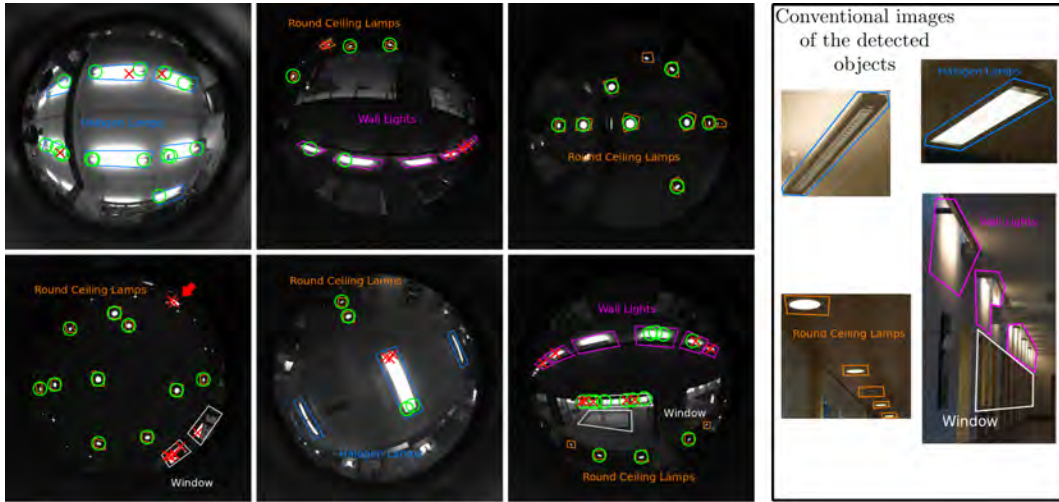 Halogen Lamps
Round Ceiling Lamps
Wall Lights
Round Ceiling Lamps
Round Ceiling Lamps
Window
Round Ceiling Lamps
Halogen Lamps
Wall Lights
Window
Round Ceiling Lamps
Conventional images
of the detected
objects
Halogen Lamps
Wall Lights
Round Ceiling Lamps
Window